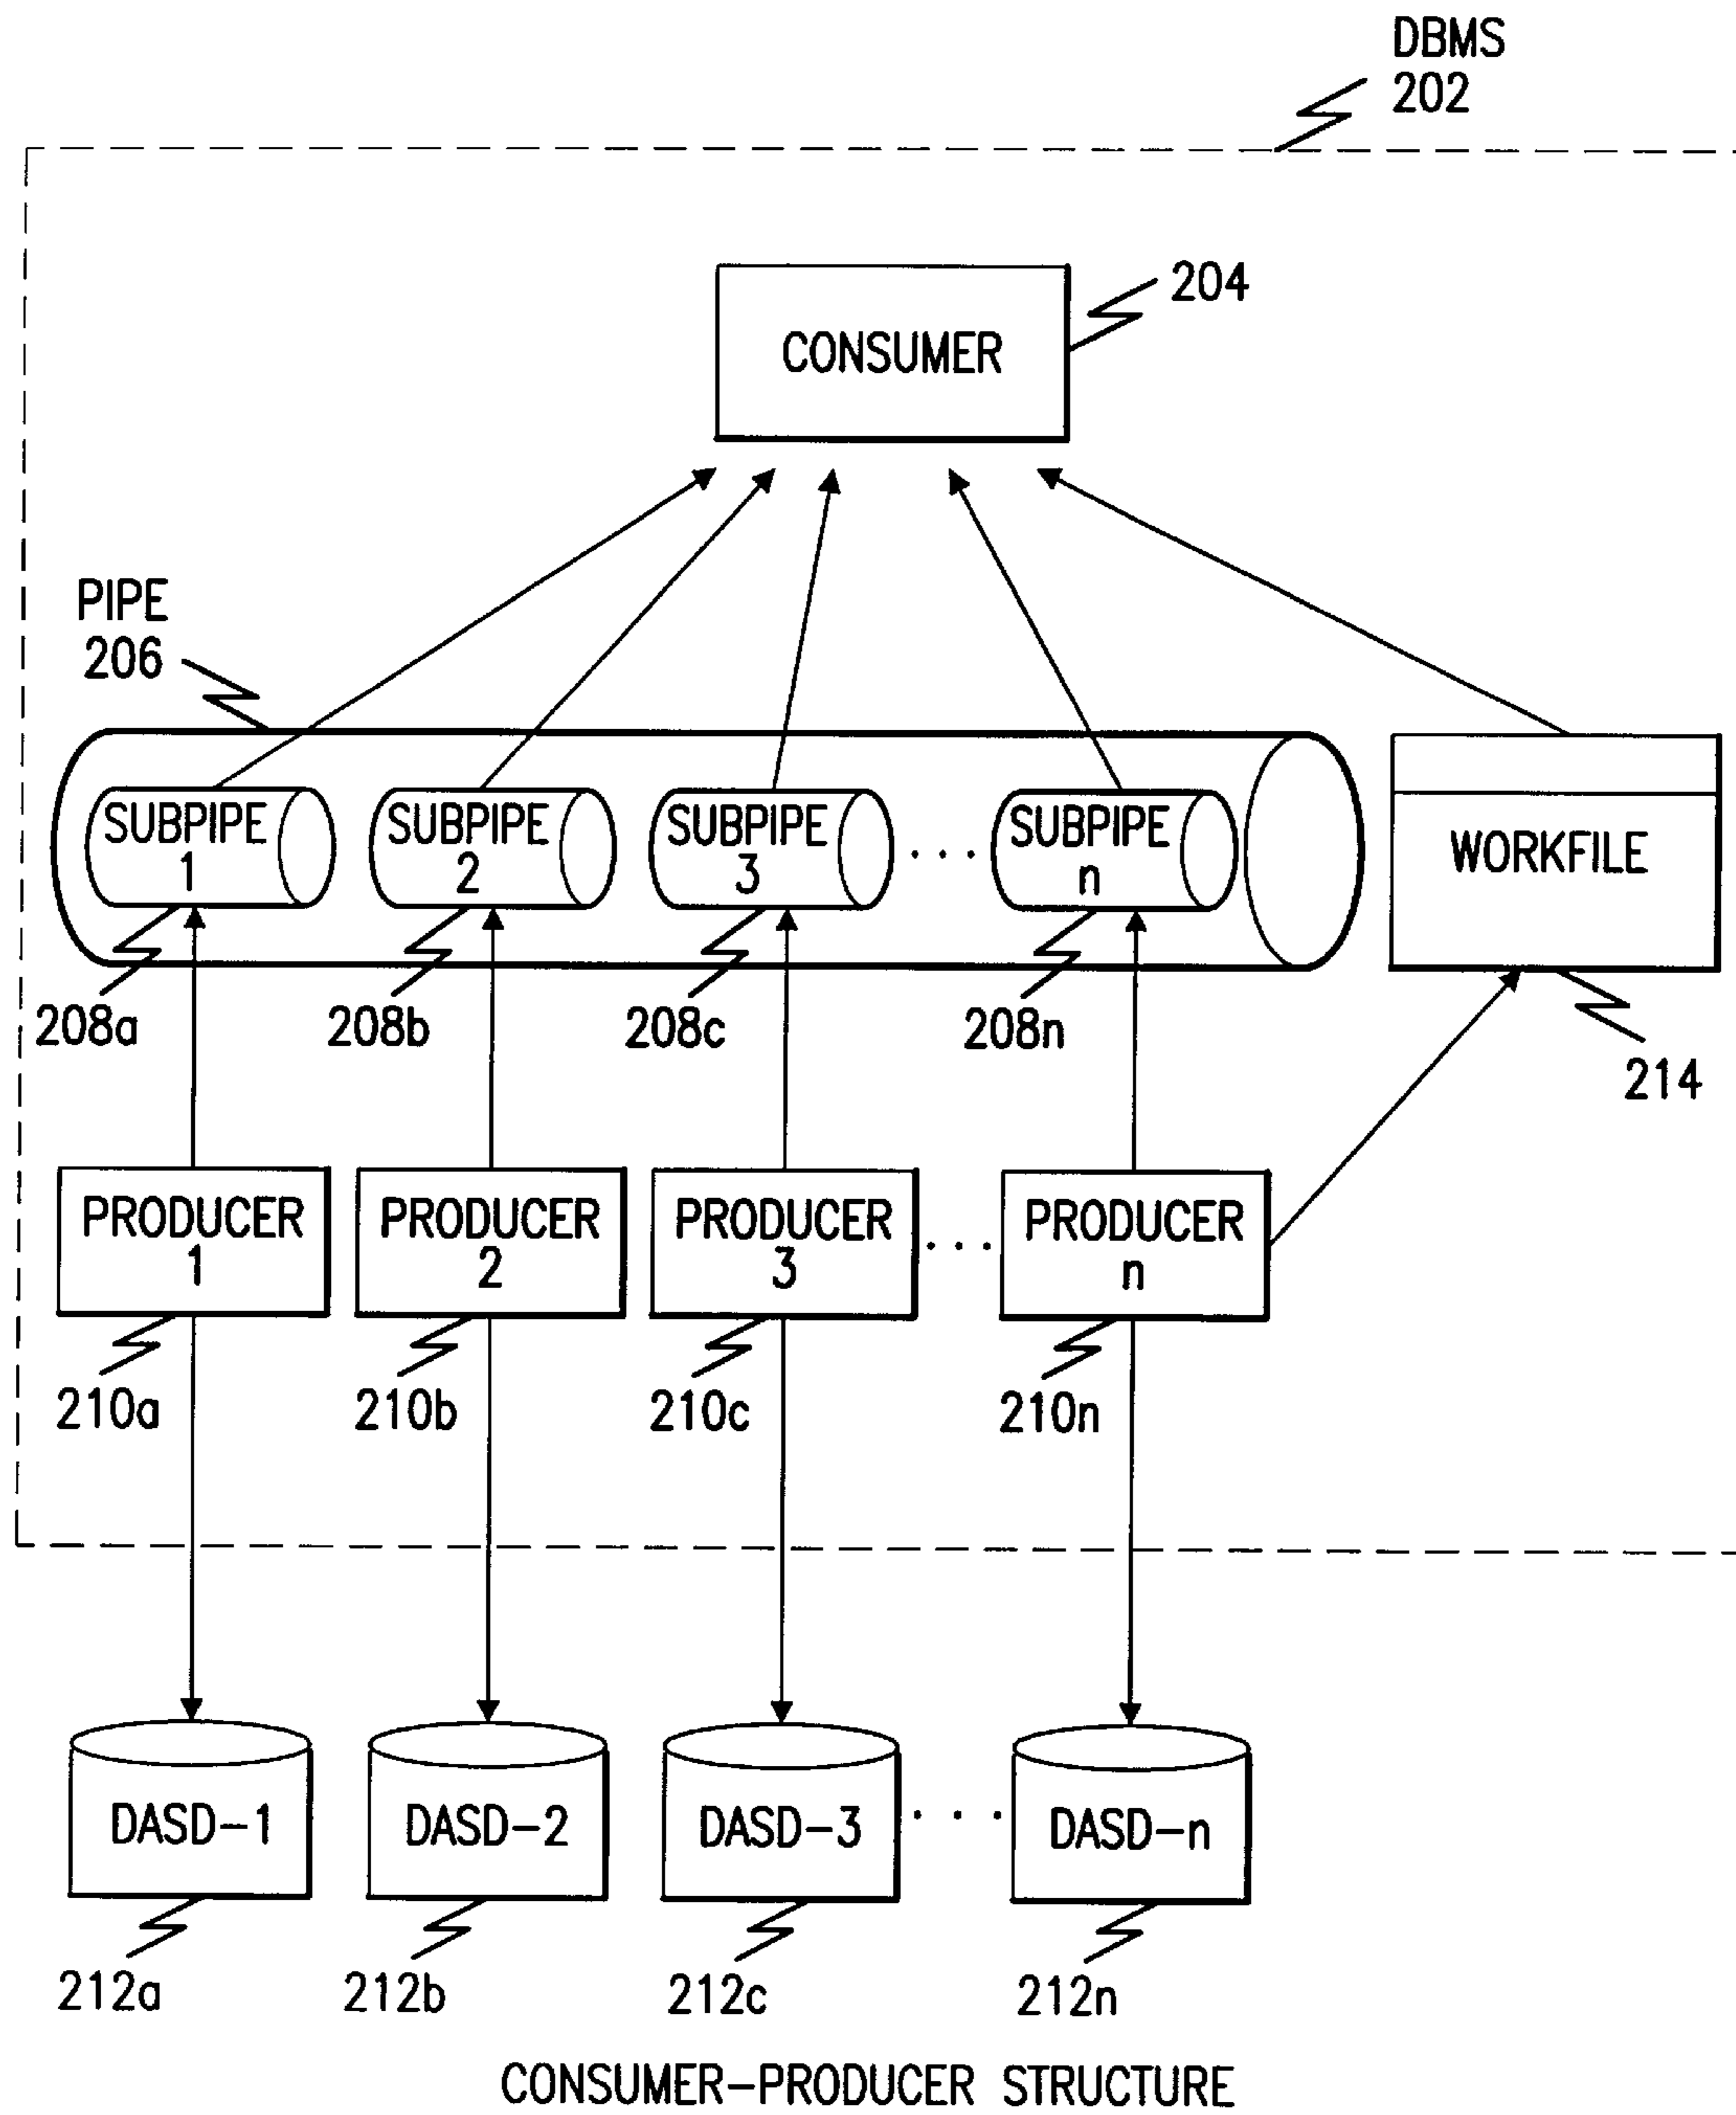 DBMS
202
204
CONSUMER
PIPE
206
SUBPIPE
1
SUBPIPE
2
SUBPIPE
3
...
SUBPIPE
n
WORKFILE
208a
208b
208c
208n
214
PRODUCER
1
PRODUCER
2
PRODUCER
3
...
PRODUCER
n
210a
210b
210c
210n
DASD-1
DASD-2
DASD-3
...
DASD-n
212a
212b
212c
212n
CONSUMER-PRODUCER STRUCTURE